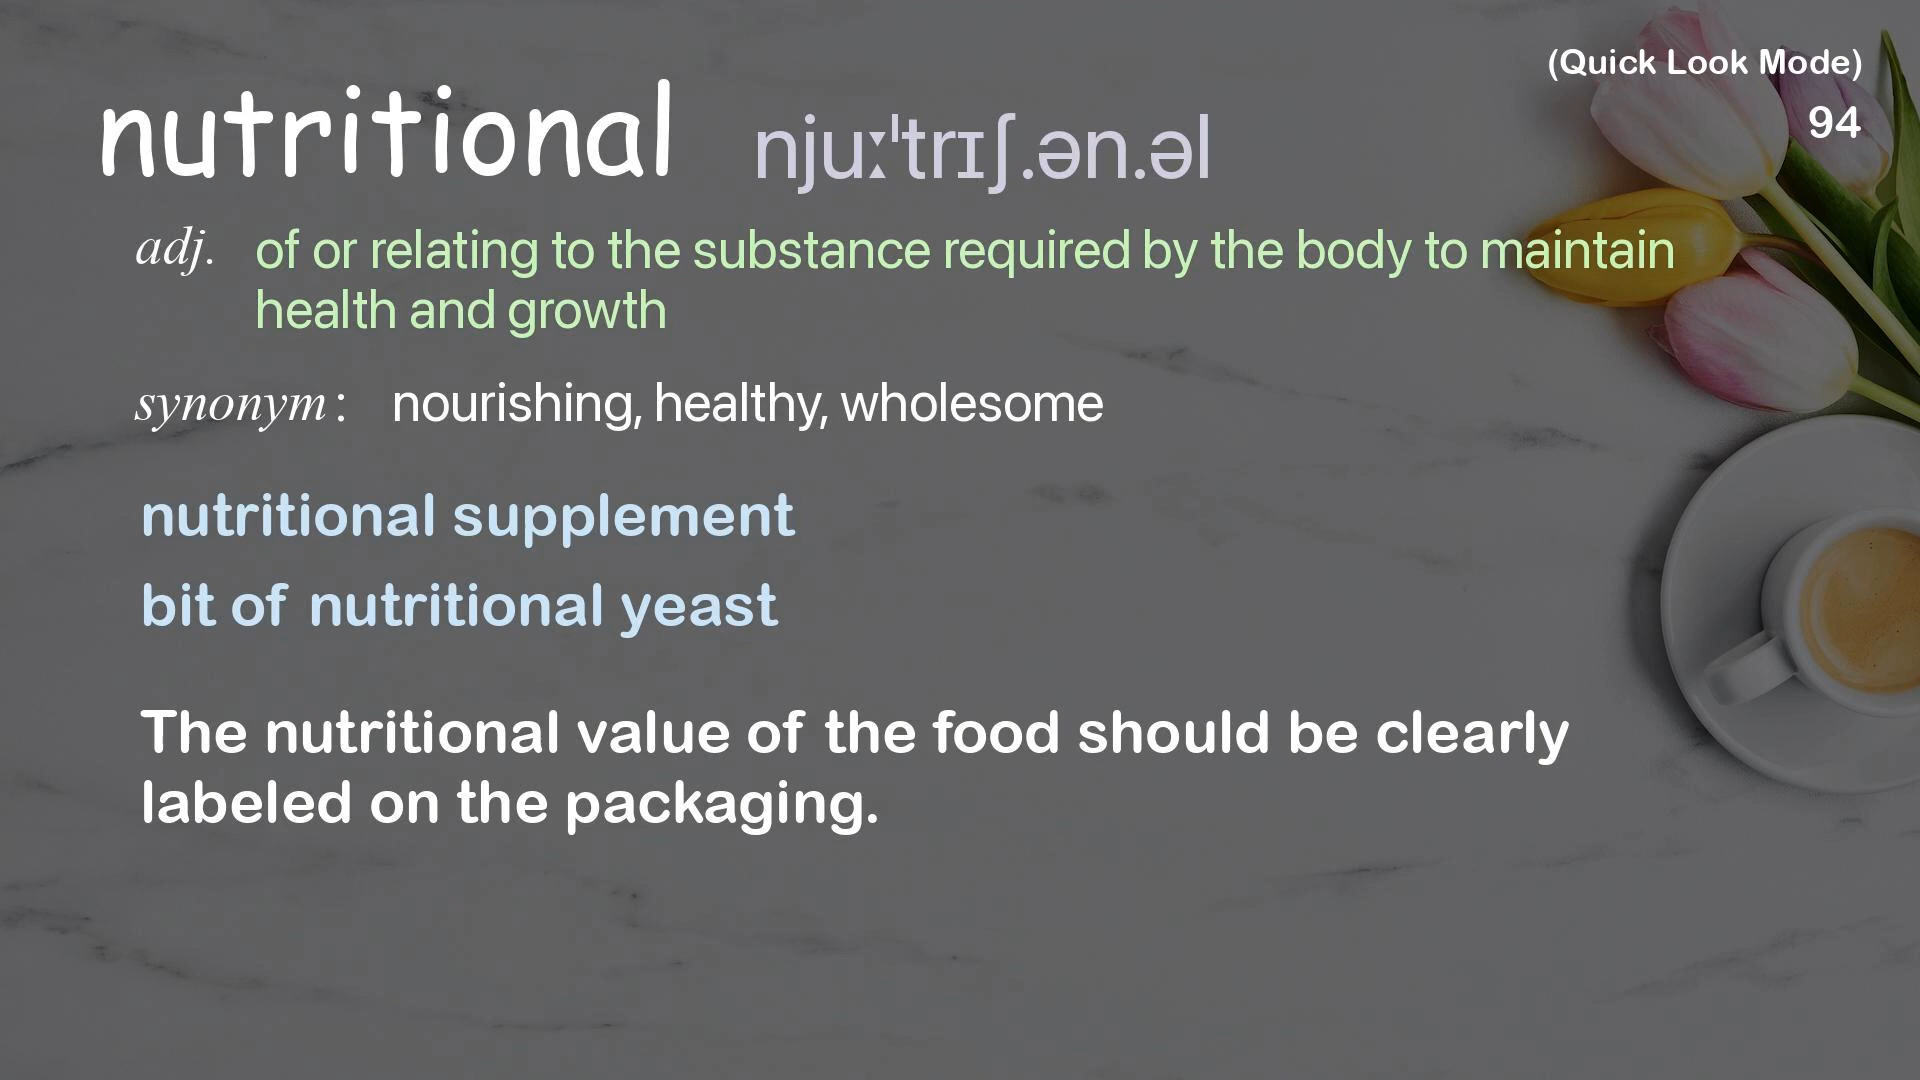 (Quick Look Mode)
94
nutritional njuːˈtrɪʃ.ən.əl
adj. of or relating to the substance required by the body to maintain
health and growth
synonym: nourishing, healthy, wholesome
nutritional supplement
bit of nutritional yeast
The nutritional value of the food should be clearly
labeled on the packaging.